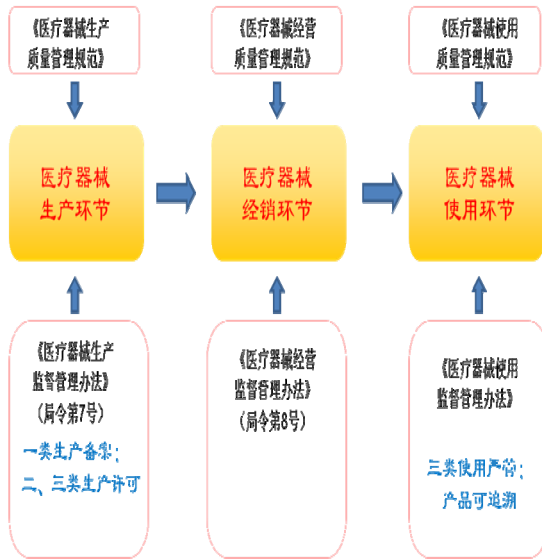 《医疗器械生产
质量管理规范》
《医疗器械经营
质量管理规范》
《医疗器械使用
质量管理规范》
医疗器械
生产环节
医疗器械
经销环节
医疗器械
使用环节
《医疗器械生产
监督管理办法》
(局令第7号)
一类生产备案;
二、三类生产许可
《医疗器械经营
监督管理办法》
(局令第8号)
《医疗器械使用
监督管理办法》
三类使用严管;
产品可追溯